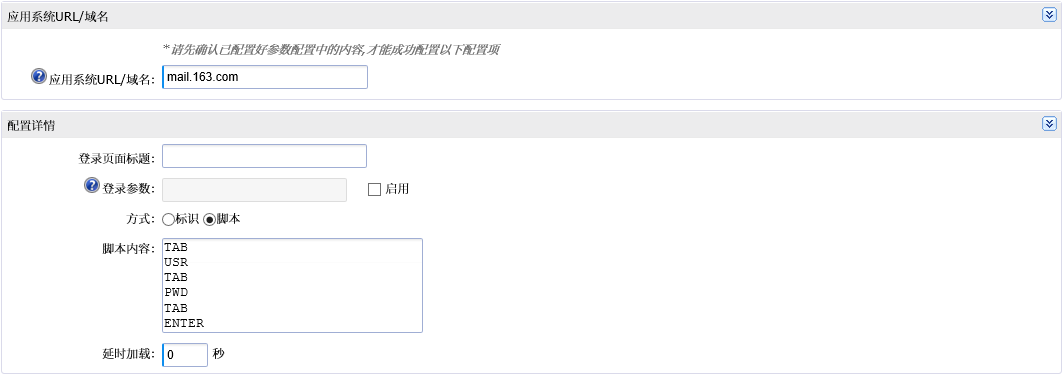 应用系统URL/域名
*请先确认已配置好参数配置中的内容,才能成功配置以下配置项
应用系统URL/域名: mail.163.com
配置详情
登录页面标题:
登录参数: 启用
方式: 标识 脚本
脚本内容: TAB
USR
TAB
PWD
TAB
ENTER
延时加载: 0 秒